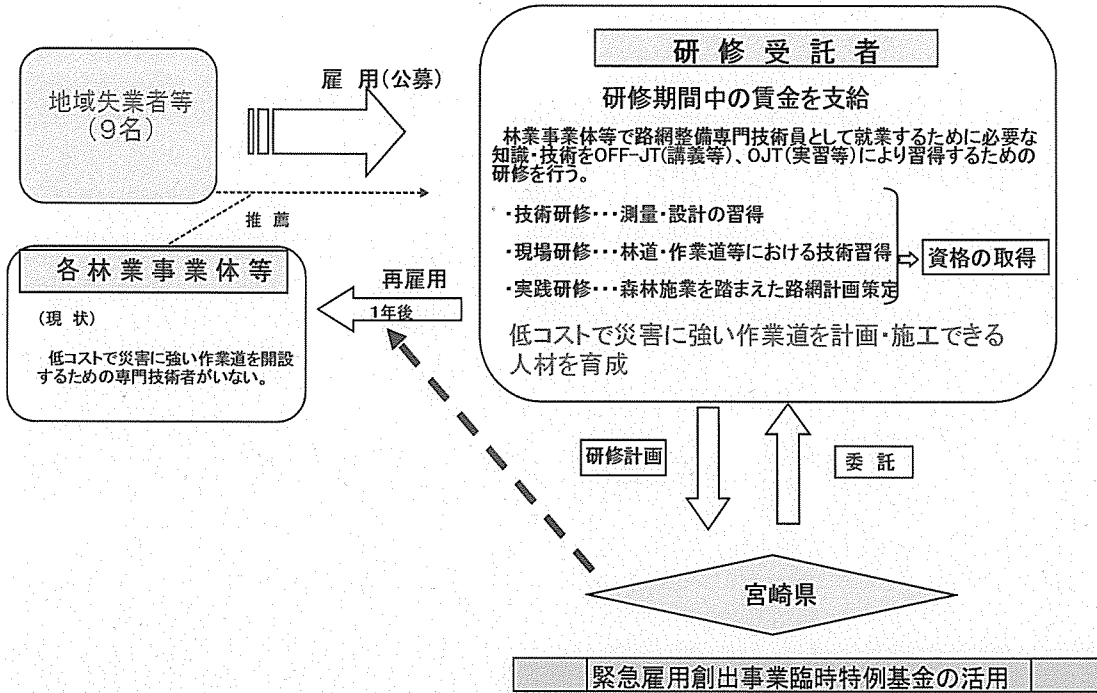 地域失業者等
(9名)
雇 用(公募)
推 薦
研 修 受 託 者
研修期間中の賃金を支給
林業事業体等で路網整備専門技術員として就業するために必要な
知識・技術をOFF-JT(講義等)、OJT(実習等)により習得するための
研修を行う。
・技術研修・・・測量・設計の習得
・現場研修・・・林道・作業道等における技術習得
・実践研修・・・森林施業を踏まえた路網計画策定
資格の取得
低コストで災害に強い作業道を計画・施工できる
人材を育成
各 林 業 事 業 体 等
(現 状)
低コストで災害に強い作業道を開設
するための専門技術者がいない。
再雇用
1年後
研修計画
委 託
宮崎県
緊急雇用創出事業臨時特例基金の活用